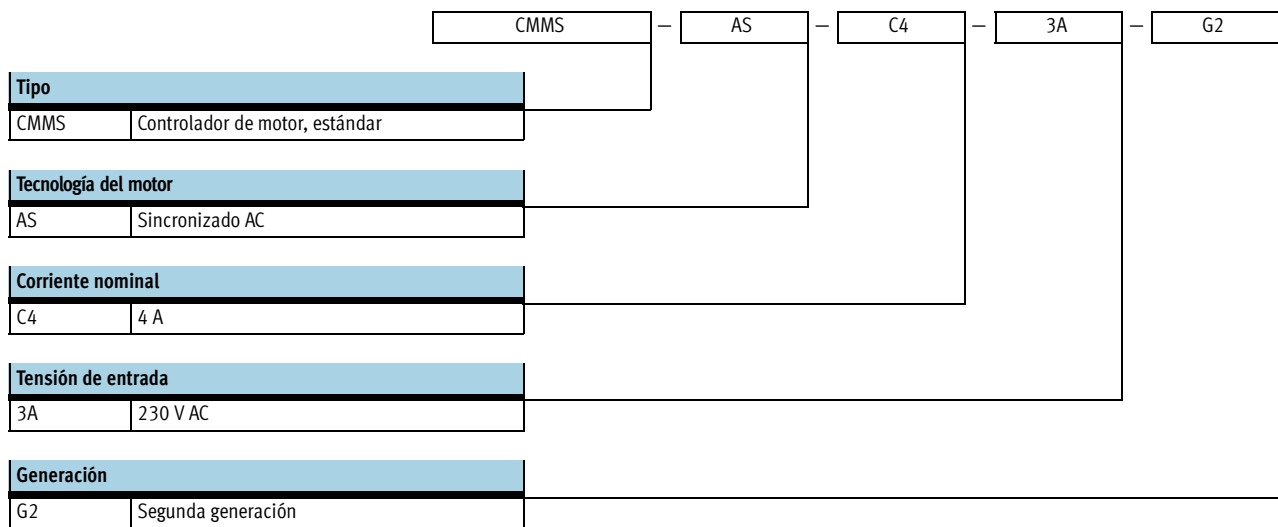 CMMS – AS – C4 – 3A – G2
Tipo
CMMS Controlador de motor, estándar
Tecnología del motor
AS Sincronizado AC
Corriente nominal
C4 4 A
Tensión de entrada
3A 230 V AC
Generación
G2 Segunda generación